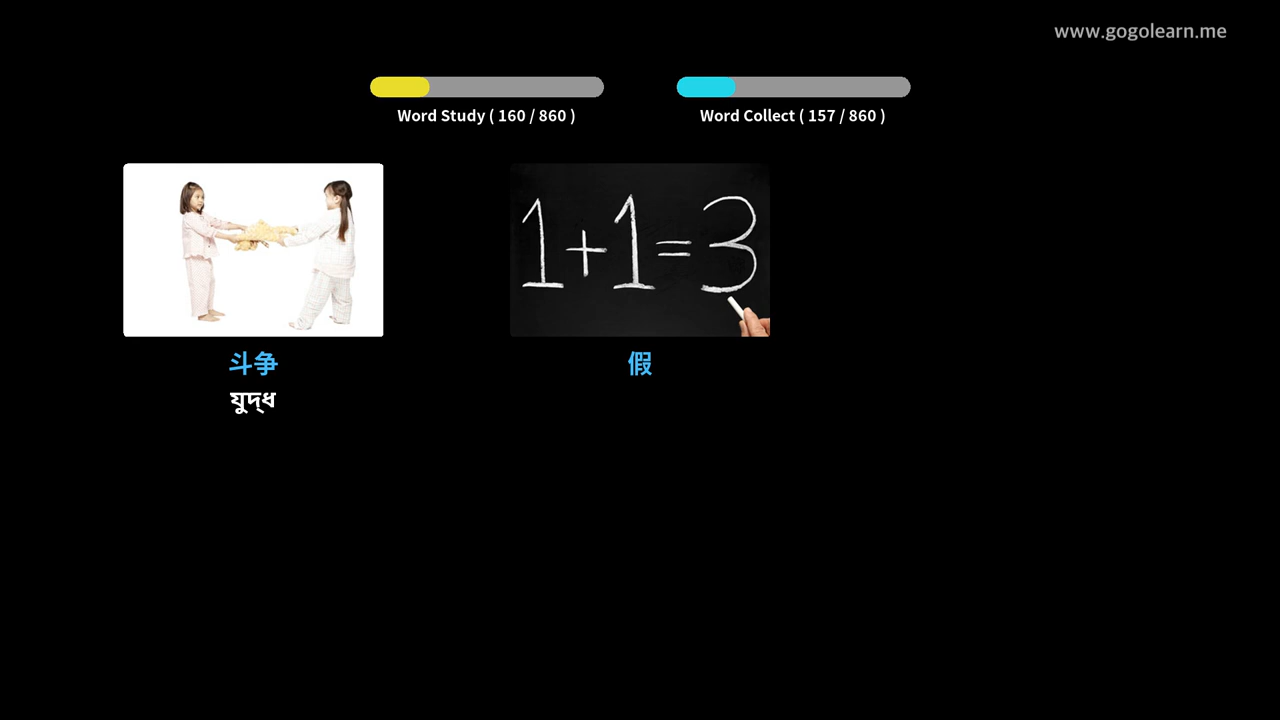 www.gogolearn.me
Word Study ( 160 / 860 )
Word Collect ( 157 / 860 )
1+1=3
斗争
假
যুদ্ধ